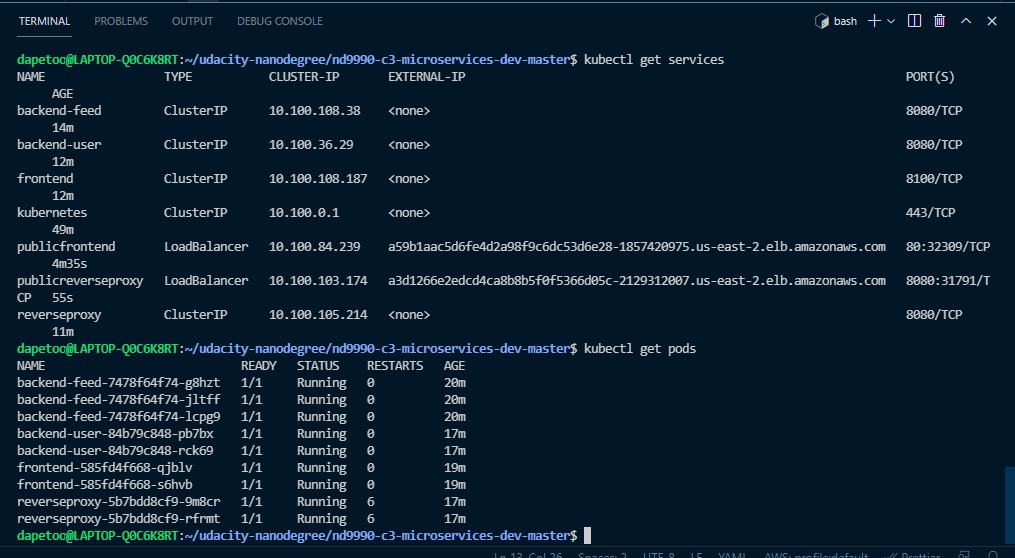 TERMINAL PROBLEMS OUTPUT DEBUG CONSOLE bash
dapetoo@LAPTOP-Q0C6K8RT:~/udacity-nanodegree/nd9990-c3-microservices-dev-master$ kubectl get services
NAME TYPE CLUSTER-IP EXTERNAL-IP PORT(S)
AGE
backend-feed ClusterIP 10.100.108.38 <none> 8080/TCP
14m
backend-user ClusterIP 10.100.36.29 <none> 8080/TCP
12m
frontend ClusterIP 10.100.108.187 <none> 8100/TCP
12m
kubernetes ClusterIP 10.100.0.1 <none> 443/TCP
49m
publicfrontend LoadBalancer 10.100.84.239 a59b1aac5d6fe4d2a98f9c6dc53d6e28-1857420975.us-east-2.elb.amazonaws.com 80:32309/TCP
4m35s
publicreverseproxy LoadBalancer 10.100.103.174 a3d1266e2edcd4ca8b8b5f0f5366d05c-2129312007.us-east-2.elb.amazonaws.com 8080:31791/T
CP 55s
reverseproxy ClusterIP 10.100.105.214 <none> 8080/TCP
11m
dapetoo@LAPTOP-Q0C6K8RT:~/udacity-nanodegree/nd9990-c3-microservices-dev-master$ kubectl get pods
NAME READY STATUS RESTARTS AGE
backend-feed-7478f64f74-g8hzt 1/1 Running 0 20m
backend-feed-7478f64f74-jltff 1/1 Running 0 20m
backend-feed-7478f64f74-lcpg9 1/1 Running 0 20m
backend-user-84b79c848-pb7bx 1/1 Running 0 17m
backend-user-84b79c848-rck69 1/1 Running 0 17m
frontend-585fd4f668-qjblv 1/1 Running 0 19m
frontend-585fd4f668-s6hvb 1/1 Running 0 19m
reverseproxy-5b7bdd8cf9-9m8cr 1/1 Running 6 17m
reverseproxy-5b7bdd8cf9-rfrmt 1/1 Running 6 17m
dapetoo@LAPTOP-Q0C6K8RT:~/udacity-nanodegree/nd9990-c3-microservices-dev-master$
Ln 13, Col 26 Spaces: 2 UTF-8 LF YAML AWS: profile:default Prettier